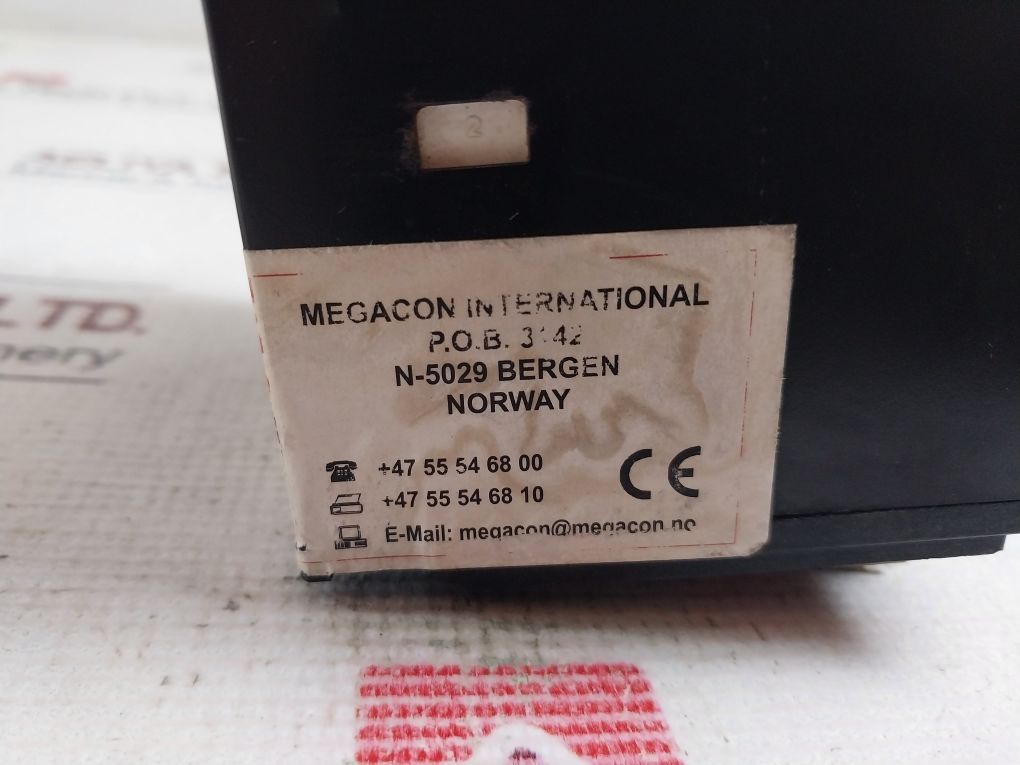 2
MEGACON INTERNATIONAL
P.O.B. 3142
N-5029 BERGEN
NORWAY
+47 55 54 68 00
+47 55 54 68 10
CE
E-Mail: megacon@megacon.no
LTD.